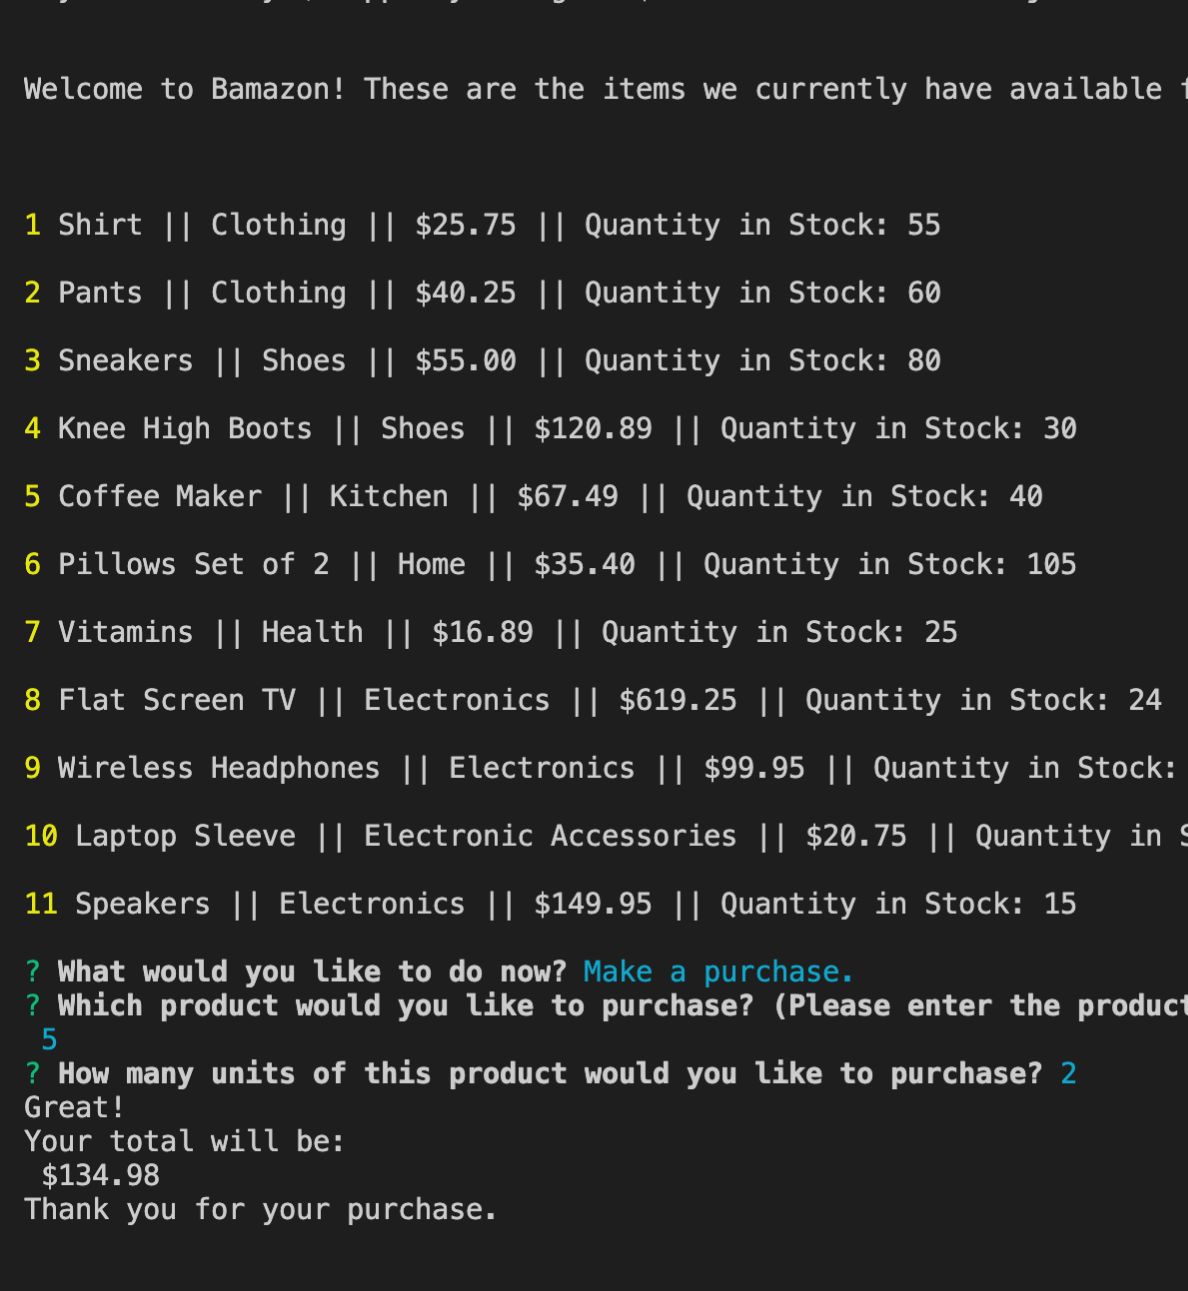 Welcome to Bamazon! These are the items we currently have available
1 Shirt || Clothing || $25.75 || Quantity in Stock: 55
2 Pants || Clothing || $40.25 || Quantity in Stock: 60
3 Sneakers || Shoes || $55.00 || Quantity in Stock: 80
4 Knee High Boots || Shoes || $120.89 || Quantity in Stock: 30
5 Coffee Maker || Kitchen || $67.49 || Quantity in Stock: 40
6 Pillows Set of 2 || Home || $35.40 || Quantity in Stock: 105
7 Vitamins || Health || $16.89 || Quantity in Stock: 25
8 Flat Screen TV || Electronics || $619.25 || Quantity in Stock: 24
9 Wireless Headphones || Electronics || $99.95 || Quantity in Stock:
10 Laptop Sleeve || Electronic Accessories || $20.75 || Quantity in
11 Speakers || Electronics || $149.95 || Quantity in Stock: 15
? What would you like to do now? Make a purchase.
? Which product would you like to purchase? (Please enter the product
5
? How many units of this product would you like to purchase? 2
Great!
Your total will be:
$134.98
Thank you for your purchase.